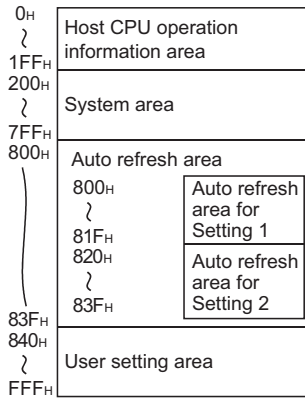 0H
Host CPU operation
information area
1FFH
200H
System area
7FFH
800H
Auto refresh area
800H
Auto refresh
area for
Setting 1
81FH
820H
Auto refresh
area for
Setting 2
83FH
83FH
840H
User setting area
FFFH